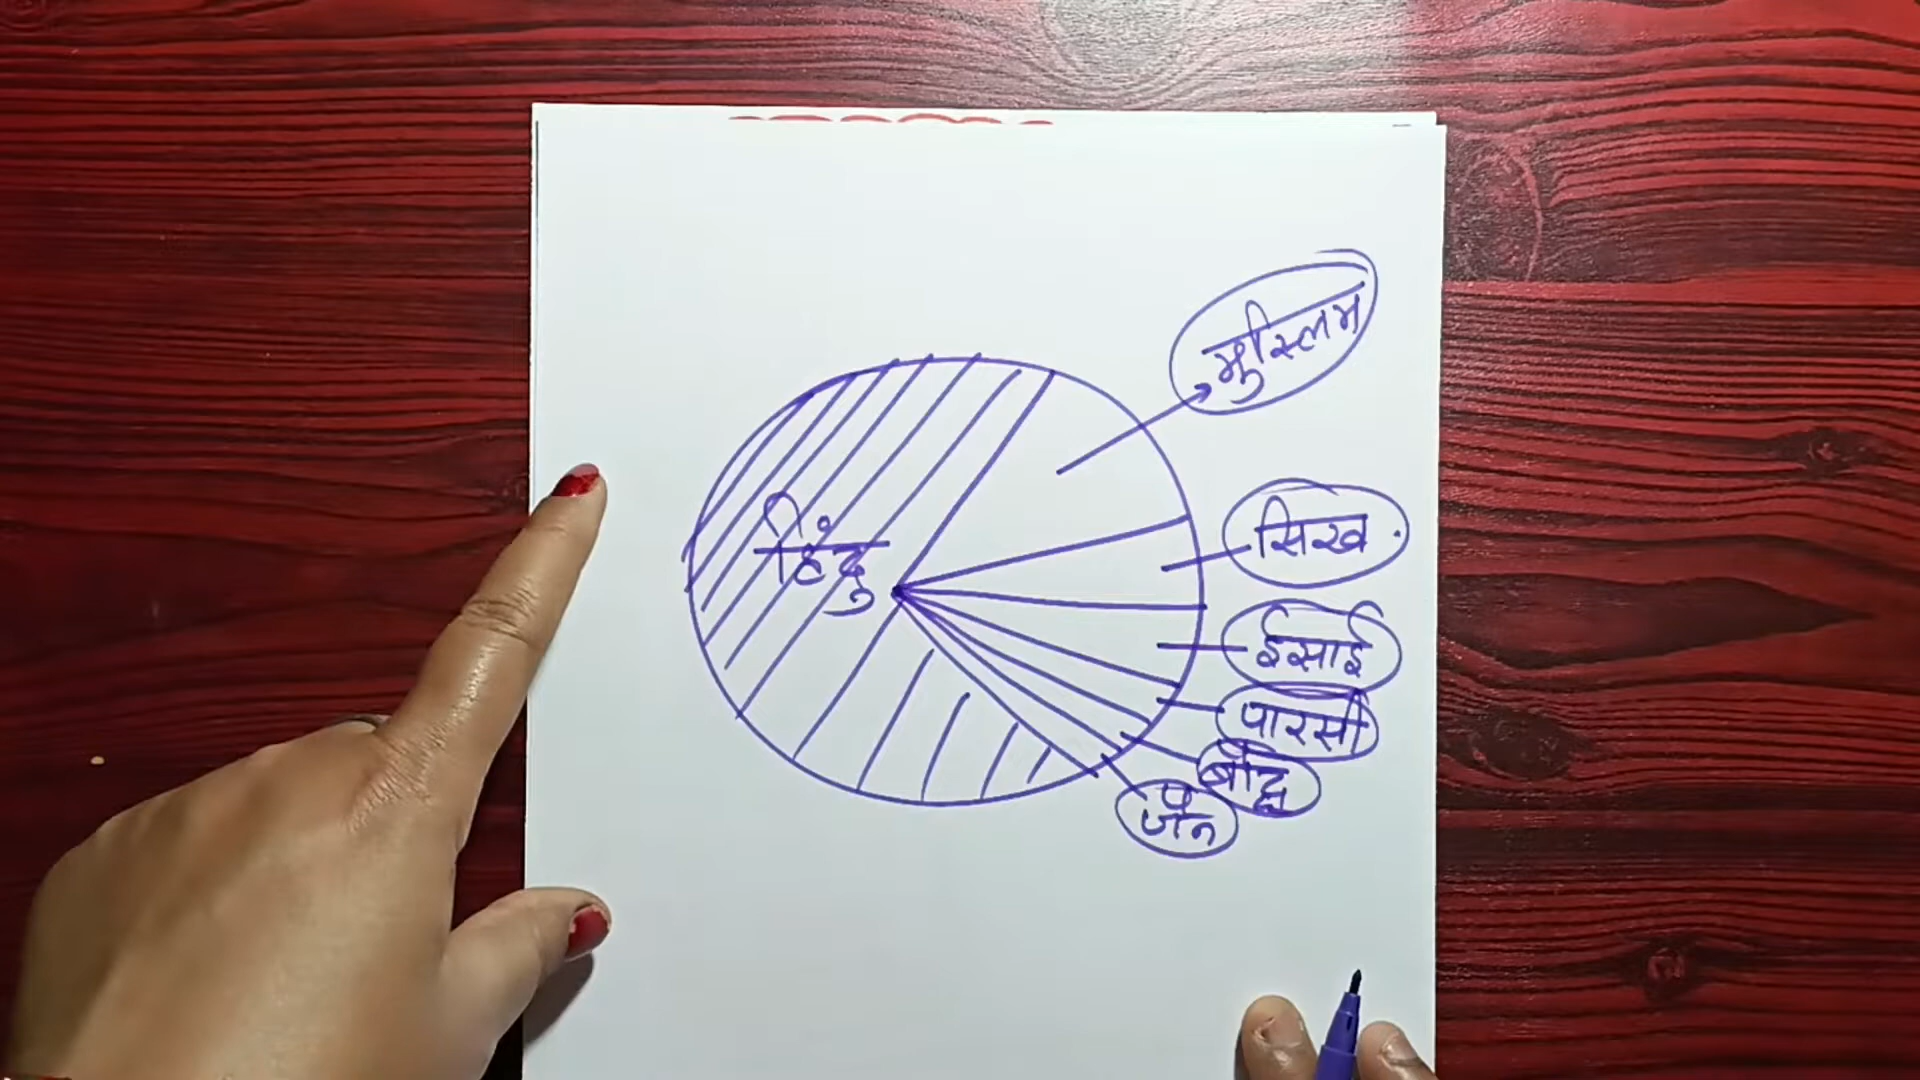 मुस्लिम
सिख
हिंदु
ईसाई
पारसी
बौद्ध
जैन